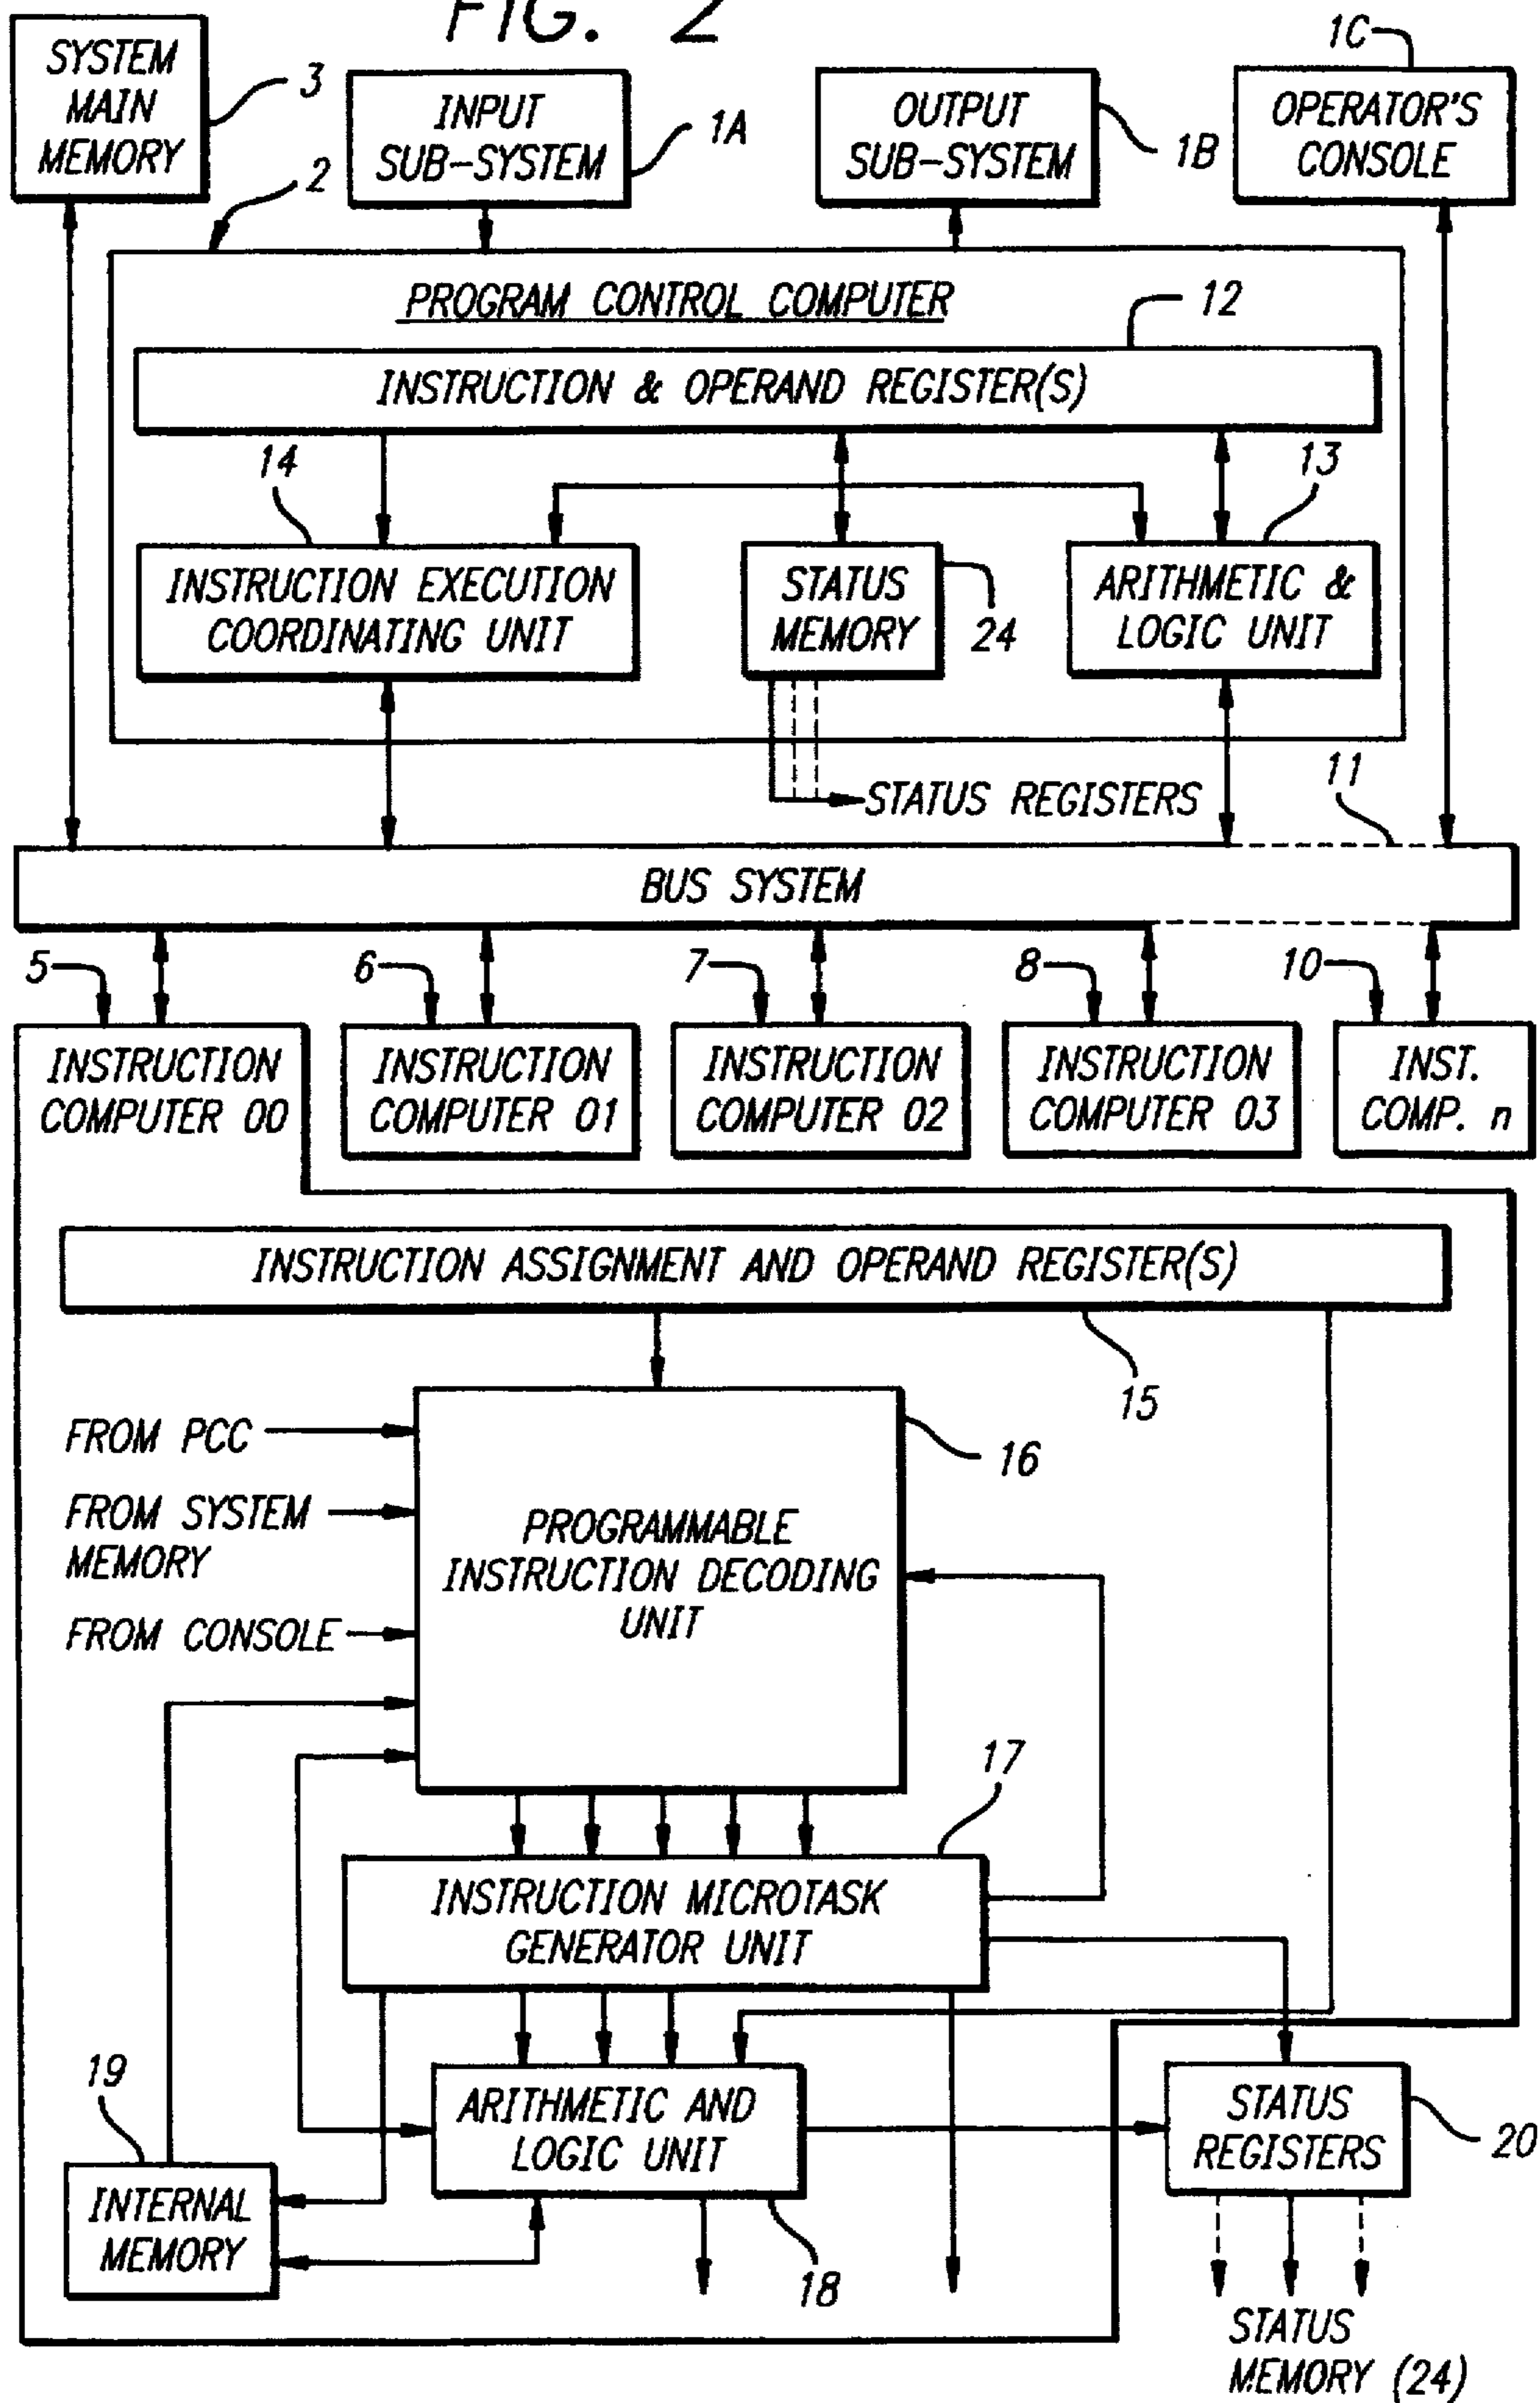 FIG. 2
SYSTEM
MAIN
MEMORY
3
INPUT
SUB-SYSTEM
1A
OUTPUT
SUB-SYSTEM
1B
1C
OPERATOR'S
CONSOLE
2
PROGRAM CONTROL COMPUTER
12
INSTRUCTION & OPERAND REGISTER(S)
14
13
INSTRUCTION EXECUTION
COORDINATING UNIT
STATUS
MEMORY
24
ARITHMETIC &
LOGIC UNIT
STATUS REGISTERS
11
BUS SYSTEM
5
6
7
8
10
INSTRUCTION
COMPUTER 00
INSTRUCTION
COMPUTER 01
INSTRUCTION
COMPUTER 02
INSTRUCTION
COMPUTER 03
INST.
COMP. n
INSTRUCTION ASSIGNMENT AND OPERAND REGISTER(S)
15
FROM PCC
16
FROM SYSTEM
MEMORY
PROGRAMMABLE
INSTRUCTION DECODING
UNIT
FROM CONSOLE
17
INSTRUCTION MICROTASK
GENERATOR UNIT
19
ARITHMETIC AND
LOGIC UNIT
STATUS
REGISTERS
20
INTERNAL
MEMORY
18
STATUS
MEMORY (24)